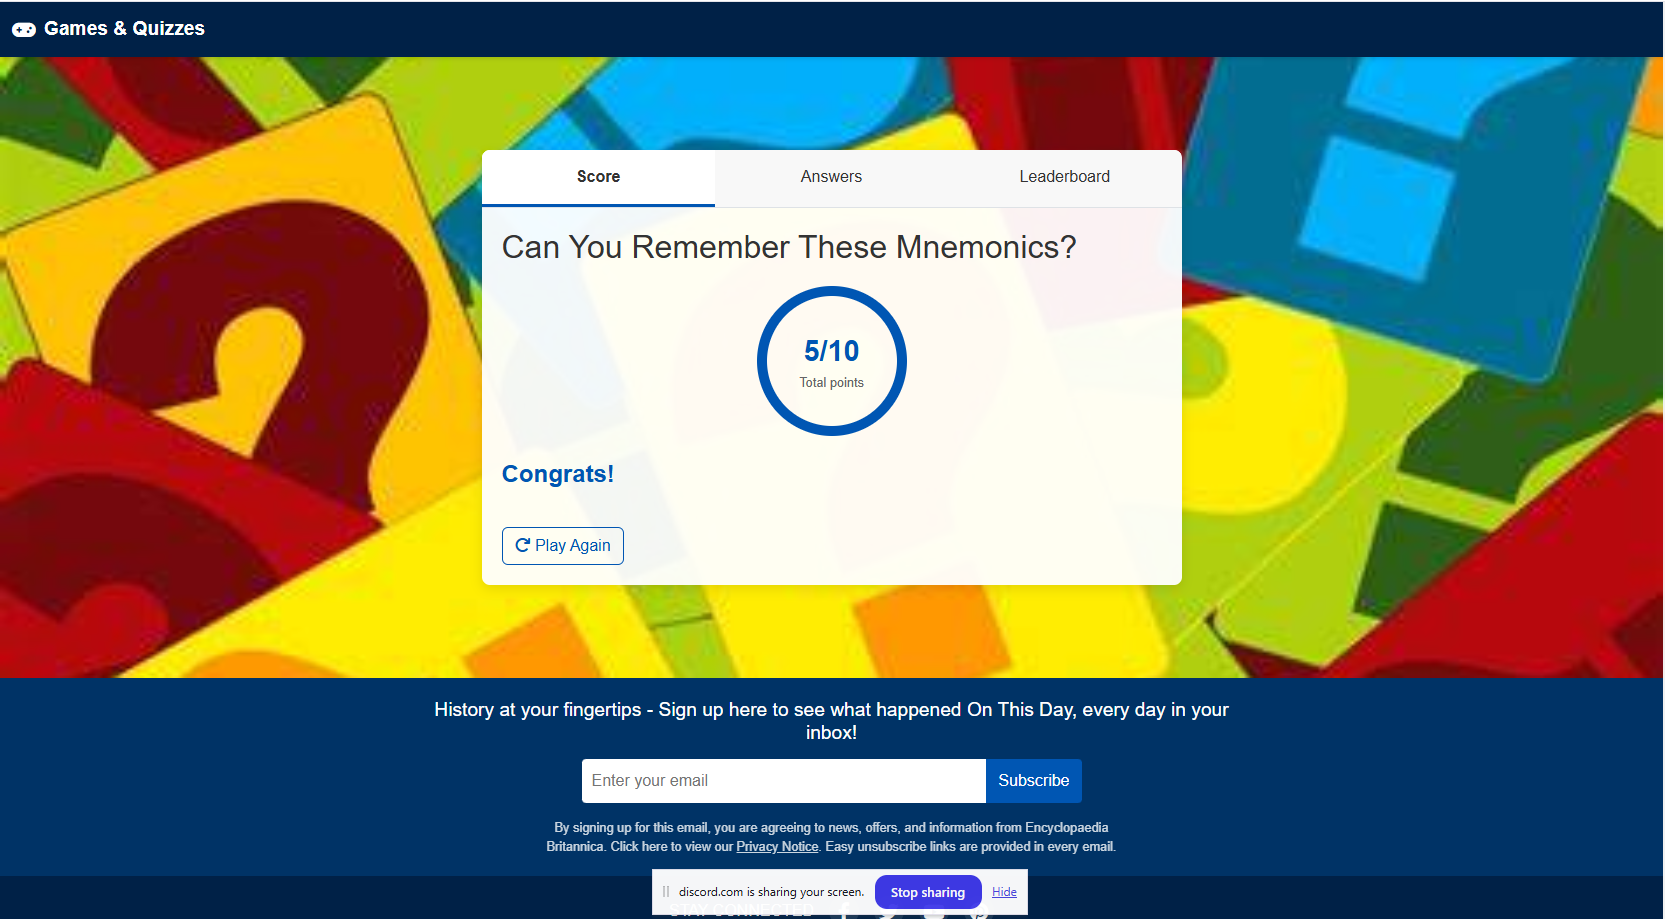 Games & Quizzes
Score
Answers
Leaderboard
Can You Remember These Mnemonics?
5/10
Total points
Congrats!
Play Again
History at your fingertips - Sign up here to see what happened On This Day, every day in your
inbox!
Enter your email
Subscribe
By signing up for this email, you are agreeing to news, offers, and information from Encyclopaedia
Britannica. Click here to view our Privacy Notice. Easy unsubscribe links are provided in every email.
discord.com is sharing your screen.
Stop sharing
Hide
STAY CONNECTED